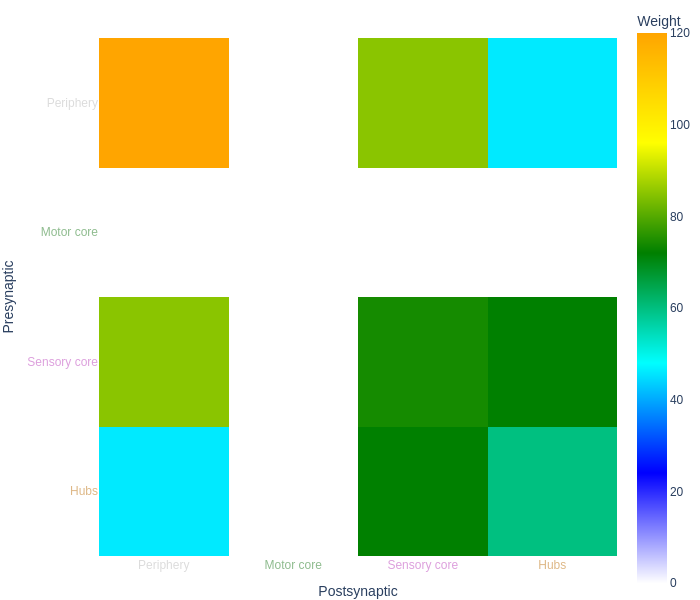 Weight
120
100
80
60
40
20
0
Presynaptic
Periphery
Motor core
Sensory core
Hubs
Periphery
Motor core
Sensory core
Hubs
Postsynaptic